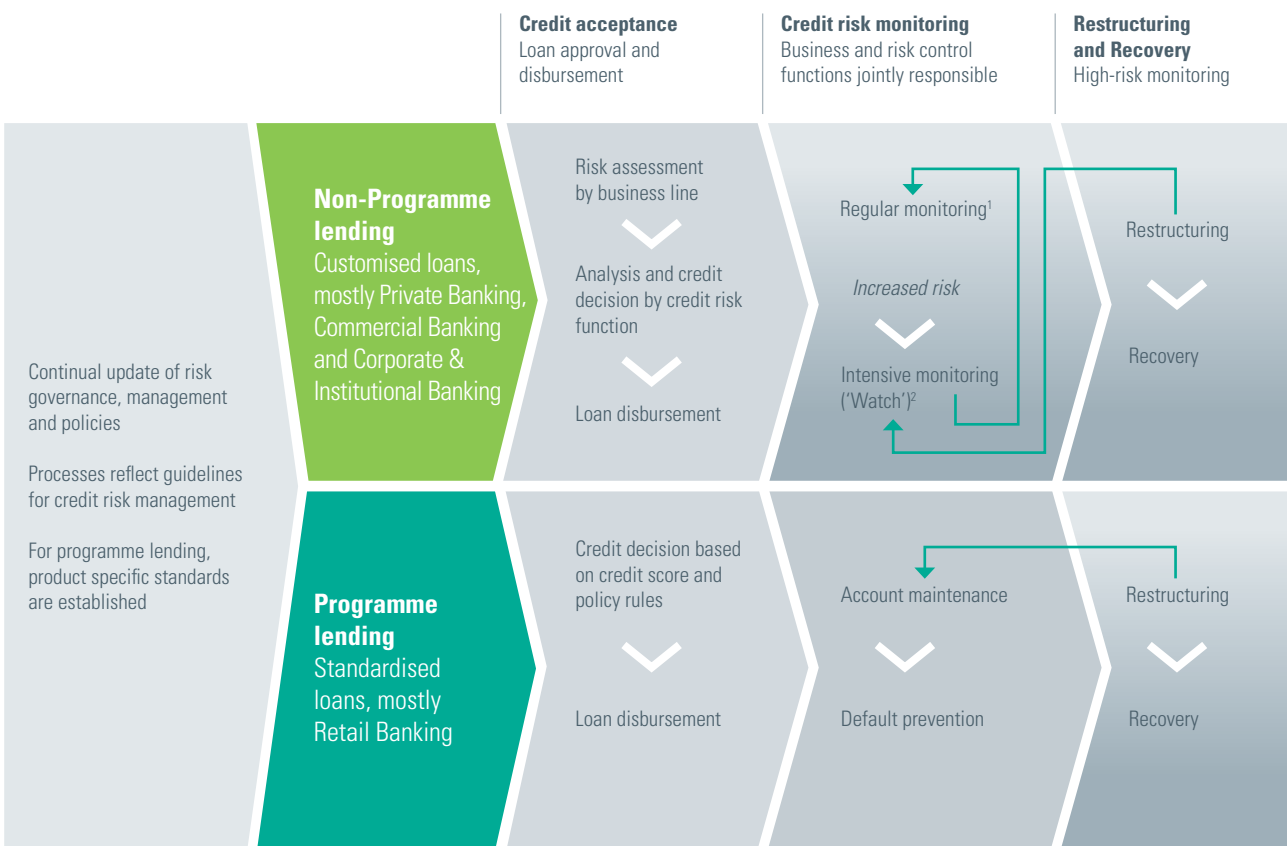 Credit acceptance
Loan approval and
disbursement
Credit risk monitoring
Business and risk control
functions jointly responsible
Restructuring
and Recovery
High-risk monitoring
Continual update of risk
governance, management
and policies
Processes reflect guidelines
for credit risk management
For programme lending,
product specific standards
are established
Non-Programme
lending
Customised loans,
mostly Private Banking,
Commercial Banking
and Corporate &
Institutional Banking
Risk assessment
by business line
Analysis and credit
decision by credit risk
function
Loan disbursement
Regular monitoring¹
Increased risk
Intensive monitoring
(‘Watch’)²
Restructuring
Recovery
Programme
lending
Standardised
loans, mostly
Retail Banking
Credit decision based
on credit score and
policy rules
Loan disbursement
Account maintenance
Default prevention
Restructuring
Recovery